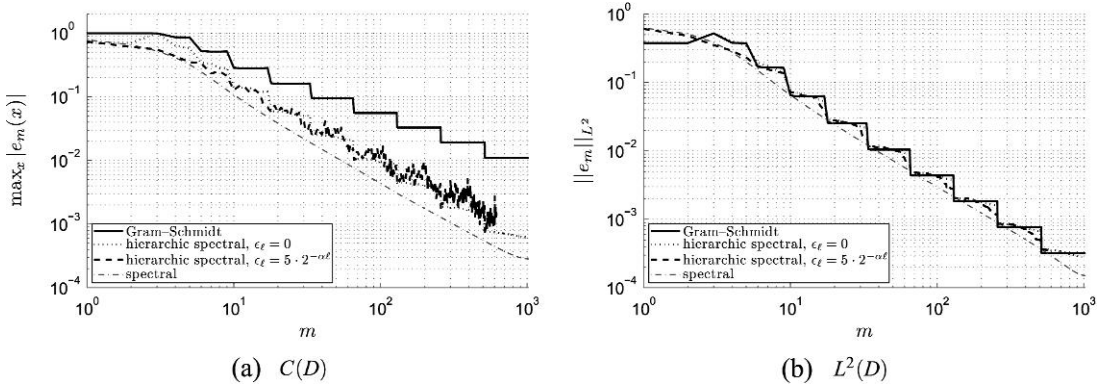 10^0
10^{-1}
10^{-2}
10^{-3}
10^{-4}
max_x |e_m(x)|
Gram–Schmidt
hierarchic spectral, ϵ_ℓ = 0
hierarchic spectral, ϵ_ℓ = 5 · 2^{-αℓ}
spectral
10^0 10^1 10^2 10^3
m
(a) C(D)
10^0
10^{-1}
10^{-2}
10^{-3}
10^{-4}
||e_m||_{L^2}
Gram–Schmidt
hierarchic spectral, ϵ_ℓ = 0
hierarchic spectral, ϵ_ℓ = 5 · 2^{-αℓ}
spectral
10^0 10^1 10^2 10^3
m
(b) L^2(D)